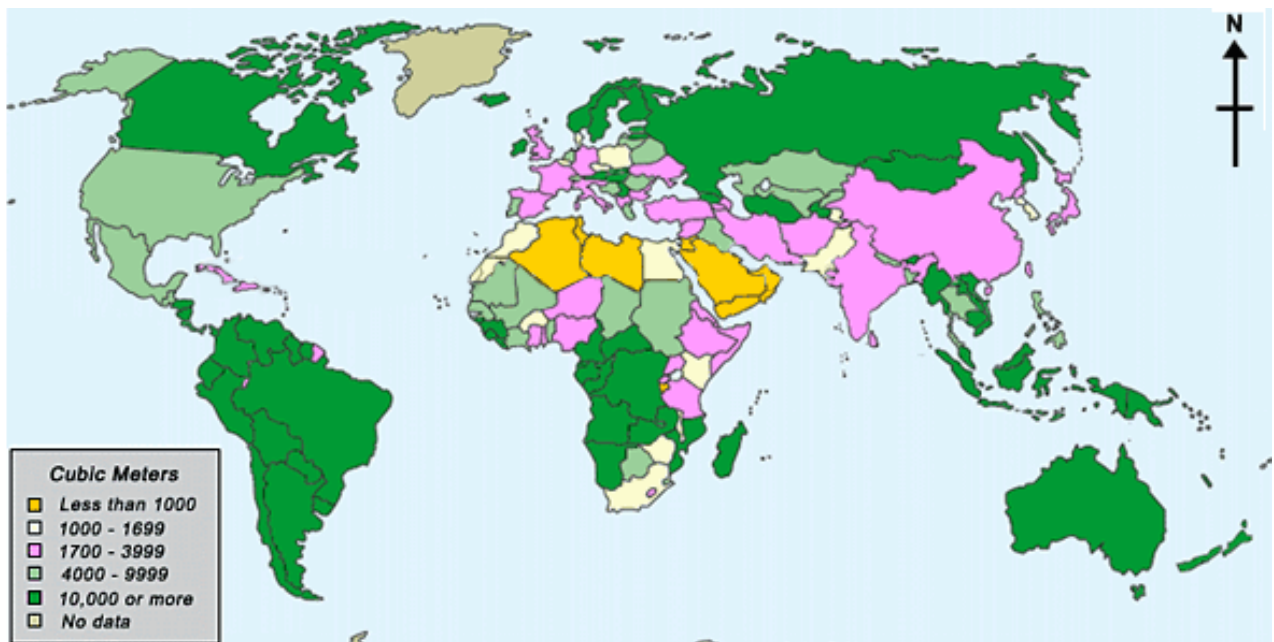 N
Cubic Meters
Less than 1000
1000 - 1699
1700 - 3999
4000 - 9999
10,000 or more
No data